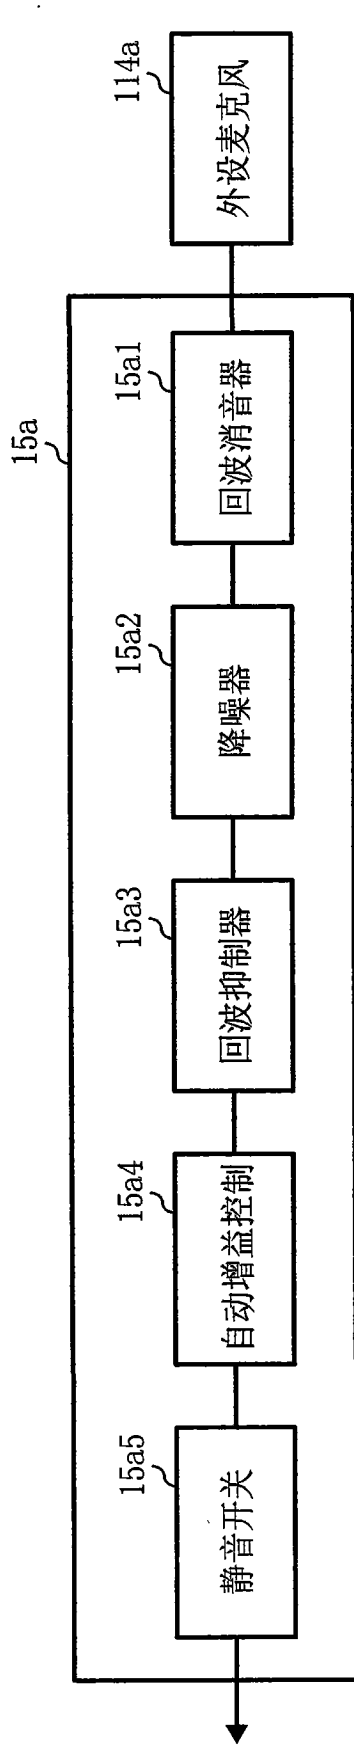 114a
外设麦克风
15a
15a1
回波消音器
15a2
降噪器
15a3
回波抑制器
15a4
自动增益控制
15a5
静音开关